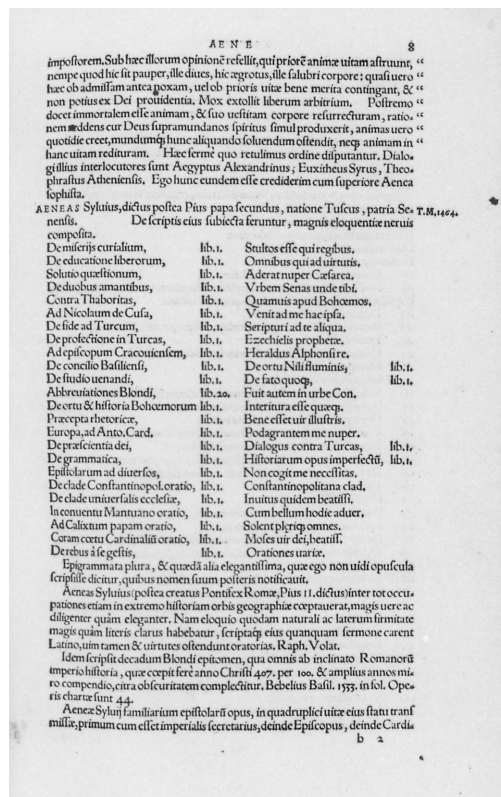 AENE 8
impostorem. Sub hæc illorum opinionẽ refellit, qui priorẽ animæ uitam astruunt, “
nempe quod hic sit pauper, ille diues, hic ægrotus, ille salubri corpore: quasi uero “
hæc ob admissam antea noxam, uel ob prioris uitæ bene merita contingant, & “
non potius ex Dei prouidentia. Mox extollit liberum arbitrium. Postremo “
docet immortalem esse animam, & suo uestitam corpore resurrecturam, ratio- “
nem reddens cur Deus supramundanos spiritus simul produxerit, animas uero “
quotidie creet, mundumq́; hunc aliquando soluendum ostendit, neq; animam in “
hanc uitam redituram. Hæc fermè quo retulimus ordine disputantur. Dialo-
gi illius interlocutores sunt Aegyptus Alexandrinus; Euxitheus Syrus, Theo-
phrastus Atheniensis. Ego hunc eundem esse crediderim cum superiore Aenea
sophista.
AENEAS Syluius, dictus postea Pius papa secundus, natione Tuscus, patria Se- T.M.1464.
nensis. De scriptis eius subiecta feruntur, magnis eloquentiæ neruis
composita.
De miserijs curialium, lib.1. Stultos esse qui regibus.
De educatione liberorum, lib.1. Omnibus qui ad uirtutis.
Solutio quæstionum, lib.1. Aderat nuper Cæsarea.
De duobus amantibus, lib.1. Vrbem Senas unde tibi.
Contra Thaboritas, lib.1. Quamuis apud Bohœmos.
Ad Nicolaum de Cusa, lib.1. Venit ad me hac ipsa.
De fide ad Turcum, lib.1. Scripturi ad te aliqua.
De profectione in Turcas, lib.1. Ezechielis prophetæ.
Ad episcopum Cracouiensem, lib.1. Heraldus Alphonsi re.
De concilio Basiliensi, lib.1. De ortu Nili fluminis, lib.1.
De studio uenandi, lib.1. De fato quoq;, lib.1.
Abbreuiationes Blondi, lib.20. Fuit autem in urbe Con.
De ortu & historia Bohœmorum lib.1. Interitura esse quæq;.
Præcepta rhetoricæ, lib.1. Bene esset uir illustris.
Europa, ad Anto. Card. lib.1. Podagrantem me nuper.
De præscientia dei, lib.1. Dialogus contra Turcas, lib.1.
De grammatica, lib.1. Historiarum opus imperfectũ, lib.1.
Epistolarum ad diuersos, lib.1. Non cogit me necessitas.
De clade Constantinopol. oratio, lib.1. Constantinopolitana clad.
De clade uniuersalis ecclesiæ, lib.1. Inuitus quidem beatiss.
In conuentu Mantuano oratio, lib.1. Cum bellum hodie aduer.
Ad Calixtum papam oratio, lib.1. Solent pleriq; omnes.
Coram cœtu Cardinaliũ oratio, lib.1. Moses uir dei, beatiss.
De rebus à se gestis, lib.1. Orationes uariæ.
Epigrammata plura, & quædã alia elegantissima, quæ ego non uidi opuscula
scripsisse dicitur, quibus nomen suum posteris notificauit.
Aeneas Syluius (postea creatus Pontifex Romæ, Pius II. dictus) inter tot occu-
pationes etiam in extremo historiam orbis geographiæ cœptauerat, magis uere ac
diligenter quàm eleganter. Nam eloquio quodam naturali ac laterum firmitate
magis quàm literis clarus habebatur, scriptaq́; eius quanquam sermone carent
Latino, uim tamen & uirtutes ostendunt oratorias. Raph. Volat.
Idem scripsit decadum Blondi epitomen, qua omnis ab inclinato Romanorũ
imperio historia, quæ cœpit ferè anno Christi 407. per 100. & amplius annos mi-
ro compendio, citra obscuritatem complectitur. Bebelius Basil. 1533. in fol. Ope-
ris chartæ sunt 44.
Aeneæ Syluij familiarium epistolarũ opus, in quadruplici uitæ eius statu trans
missæ, primum cum esset imperialis secretarius, deinde Episcopus, deinde Cardi-
b 2